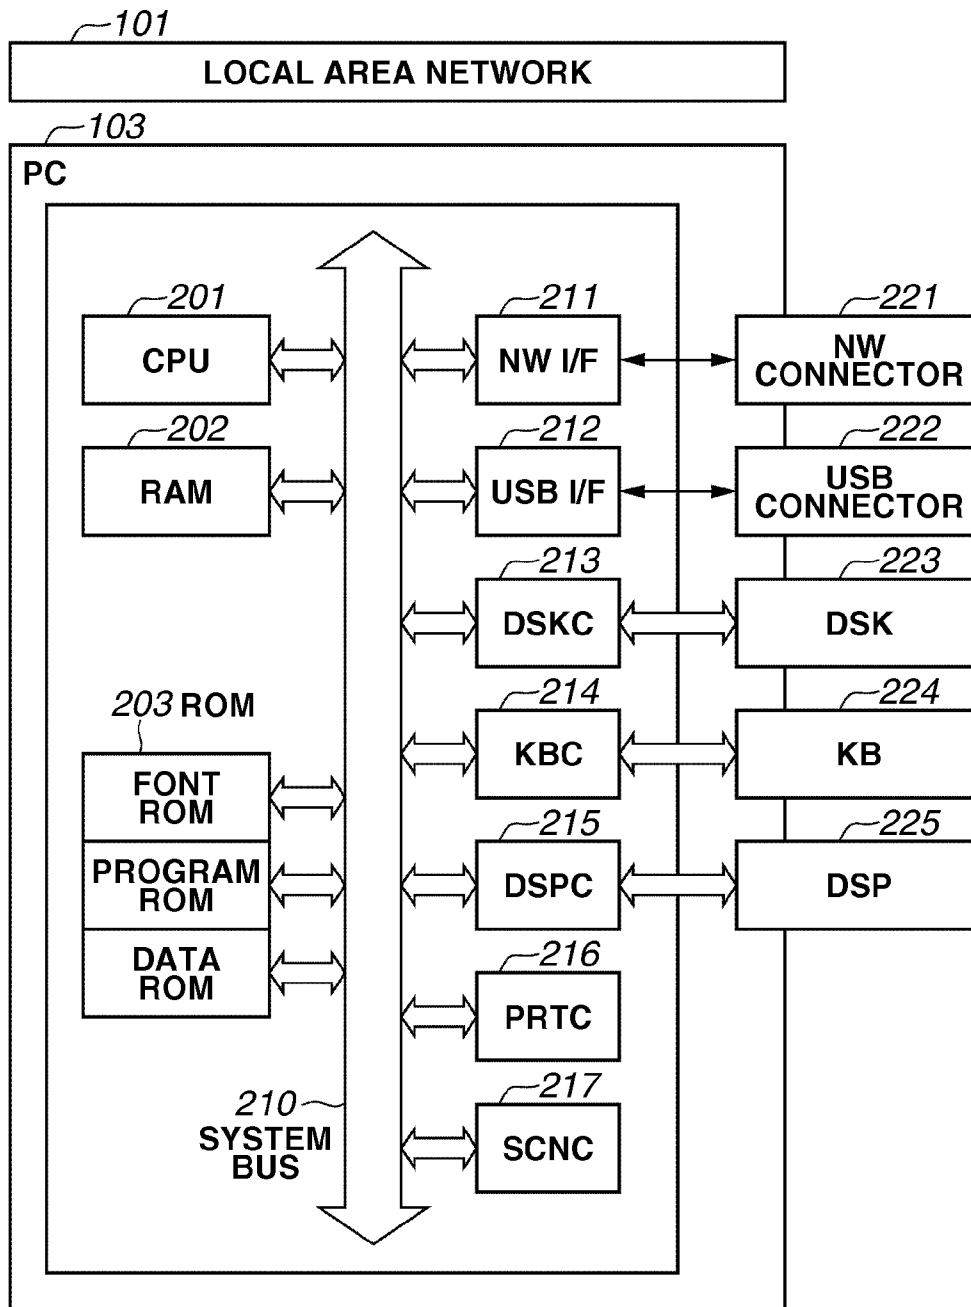 101
LOCAL AREA NETWORK
103
PC
201
CPU
211
NW I/F
221
NW
CONNECTOR
202
RAM
212
USB I/F
222
USB
CONNECTOR
213
DSKC
223
DSK
203 ROM
214
KBC
224
KB
FONT
ROM
PROGRAM
ROM
DATA
ROM
215
DSPC
225
DSP
216
PRTC
210
SYSTEM
BUS
217
SCNC